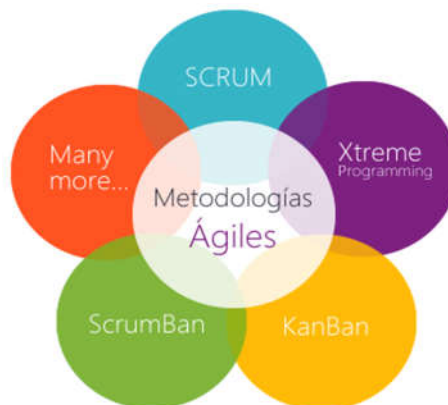 SCRUM
Many
more...
Xtreme
Programming
Metodologías
Ágiles
ScrumBan
KanBan